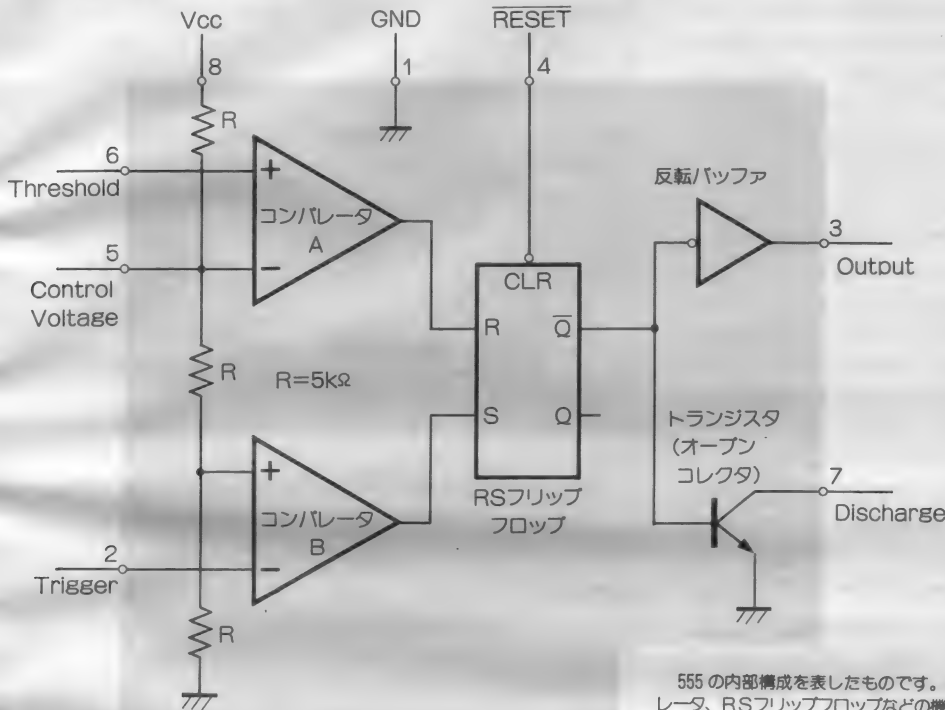 Vcc
GND
RESET
8
1
4
R
6
Threshold
+
コンパレータ
A
−
5
Control
Voltage
反転バッファ
3
Output
CLR
R
Q
S
Q
RSフリップ
フロップ
R
R=5kΩ
トランジスタ
(オープン
コレクタ)
7
Discharge
+
コンパレータ
B
−
2
Trigger
R
555の内部構成を表したものです。
レータ、RSフリップフロップなどの機